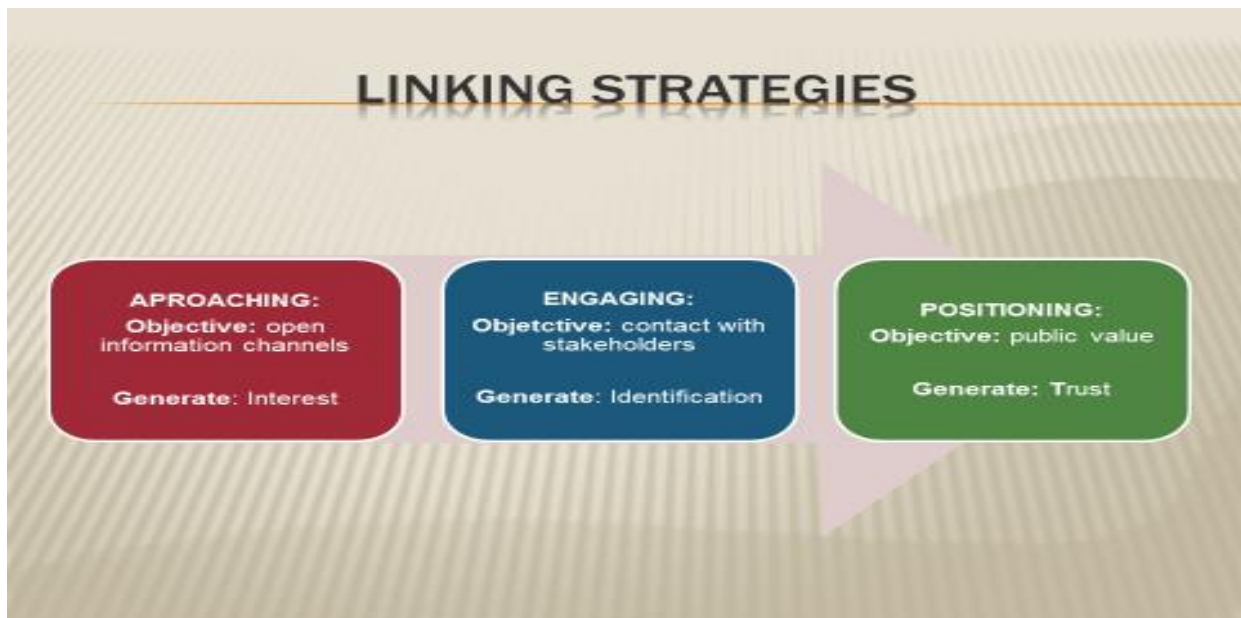 LINKING STRATEGIES
APROACHING:
Objective: open
information channels
Generate: Interest
ENGAGING:
Objetctive: contact with
stakeholders
Generate: Identification
POSITIONING:
Objective: public value
Generate: Trust